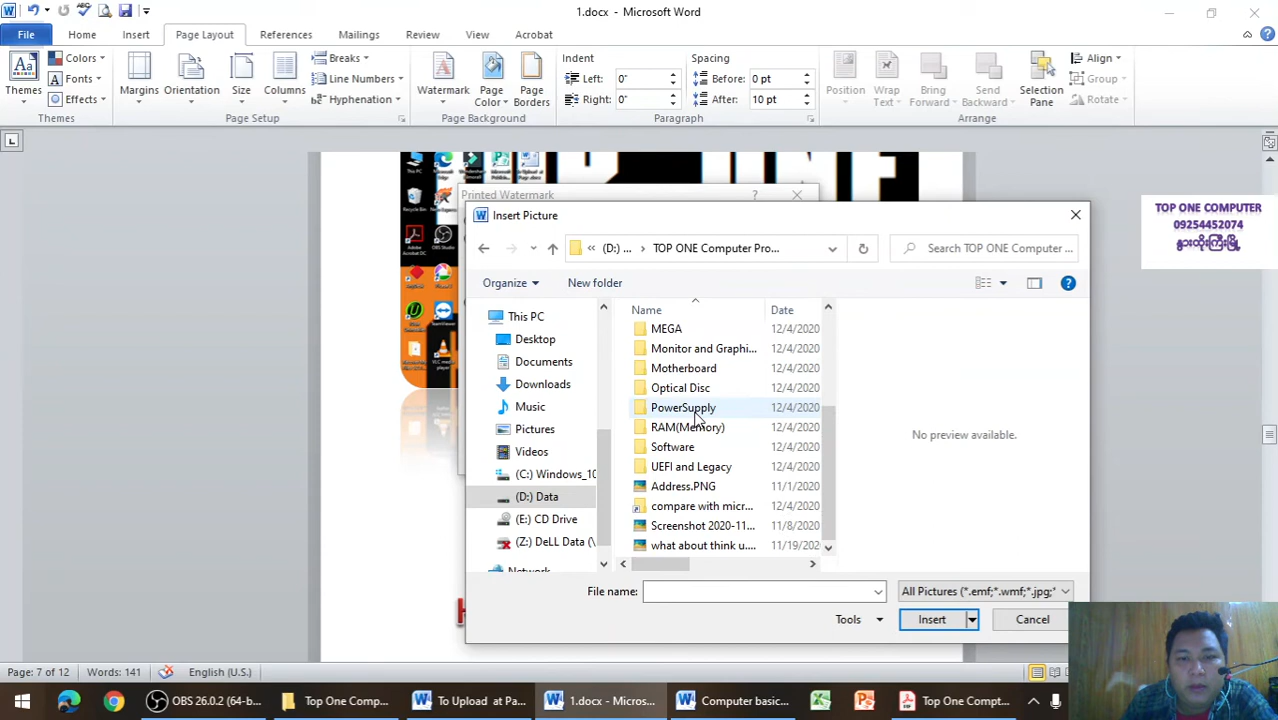 1.docx - Microsoft Word
File
Home
Insert
Page Layout
References
Mailings
Review
View
Acrobat
Themes
Colors
Fonts
Effects
Themes
Margins
Orientation
Size
Columns
Breaks
Line Numbers
Hyphenation
Page Setup
Watermark
Page Color
Page Borders
Page Background
Indent
Left: 0"
Right: 0"
Spacing
Before: 0 pt
After: 10 pt
Paragraph
Position
Wrap Text
Bring Forward
Send Backward
Selection Pane
Align
Group
Rotate
Arrange
TOP ONE COMPUTER
09254452074
နွားထိုးကြီးမြို့
Printed Watermark
Insert Picture
(D:) ... › TOP ONE Computer Pro...
Search TOP ONE Computer ...
Organize
New folder
This PC
Desktop
Documents
Downloads
Music
Pictures
Videos
(C:) Windows_10
(D:) Data
(E:) CD Drive
(Z:) DeLL Data (\
Network
Name Date
MEGA 12/4/2020
Monitor and Graphi... 12/4/2020
Motherboard 12/4/2020
Optical Disc 12/4/2020
PowerSupply 12/4/2020
RAM(Memory) 12/4/2020
Software 12/4/2020
UEFI and Legacy 12/4/2020
Address.PNG 11/1/2020
compare with micr... 12/4/2020
Screenshot 2020-11... 11/8/2020
what about think u.... 11/19/202
No preview available.
File name:
All Pictures (*.emf;*.wmf;*.jpg;*
Tools
Insert
Cancel
Page: 7 of 12
Words: 141
English (U.S.)
OBS 26.0.2 (64-b...
Top One Comput...
To Upload at Pa...
1.docx - Micros...
Computer basic...
Top One Compt...